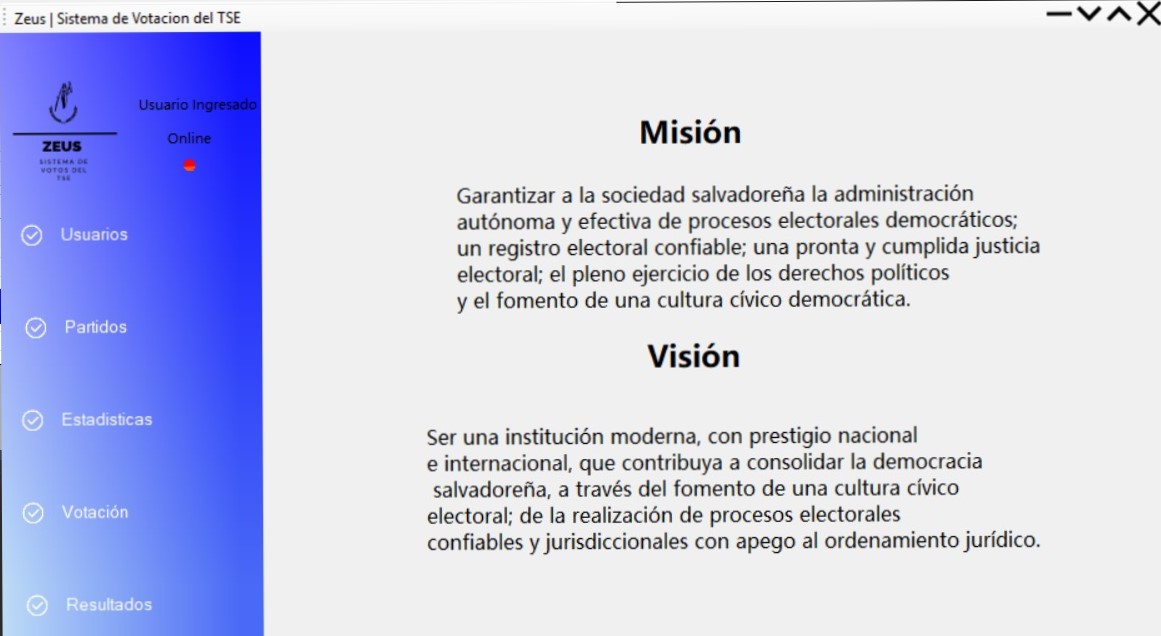 Zeus | Sistema de Votacion del TSE
Usuario Ingresado
Online
ZEUS
SISTEMA DE
VOTOS DEL
TSE
Usuarios
Partidos
Estadisticas
Votación
Resultados
Misión
Garantizar a la sociedad salvadoreña la administración
autónoma y efectiva de procesos electorales democráticos;
un registro electoral confiable; una pronta y cumplida justicia
electoral; el pleno ejercicio de los derechos políticos
y el fomento de una cultura cívico democrática.
Visión
Ser una institución moderna, con prestigio nacional
e internacional, que contribuya a consolidar la democracia
salvadoreña, a través del fomento de una cultura cívico
electoral; de la realización de procesos electorales
confiables y jurisdiccionales con apego al ordenamiento jurídico.